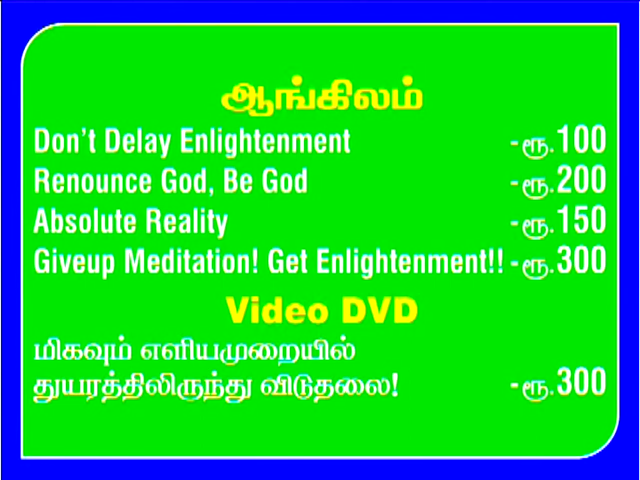 ஆங்கிலம்
Don't Delay Enlightenment -ரூ.100
Renounce God, Be God -ரூ.200
Absolute Reality -ரூ.150
Giveup Meditation! Get Enlightenment!! -ரூ.300
Video DVD
மிகவும் எளியமுறையில்
துயரத்திலிருந்து விடுதலை! -ரூ.300